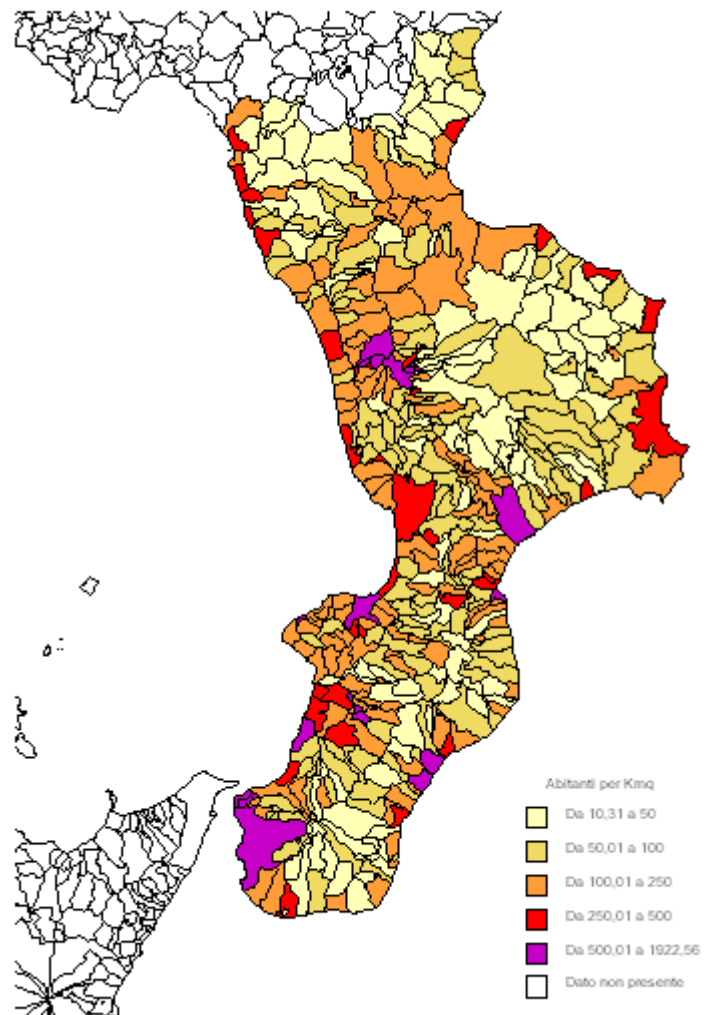 Abitanti per Kmq
Da 10,31 a 50
Da 50,01 a 100
Da 100,01 a 250
Da 250,01 a 500
Da 500,01 a 1922,56
Dato non presente